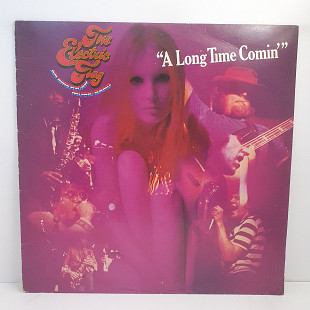 The
Electric
Flag
“A Long Time Comin'”